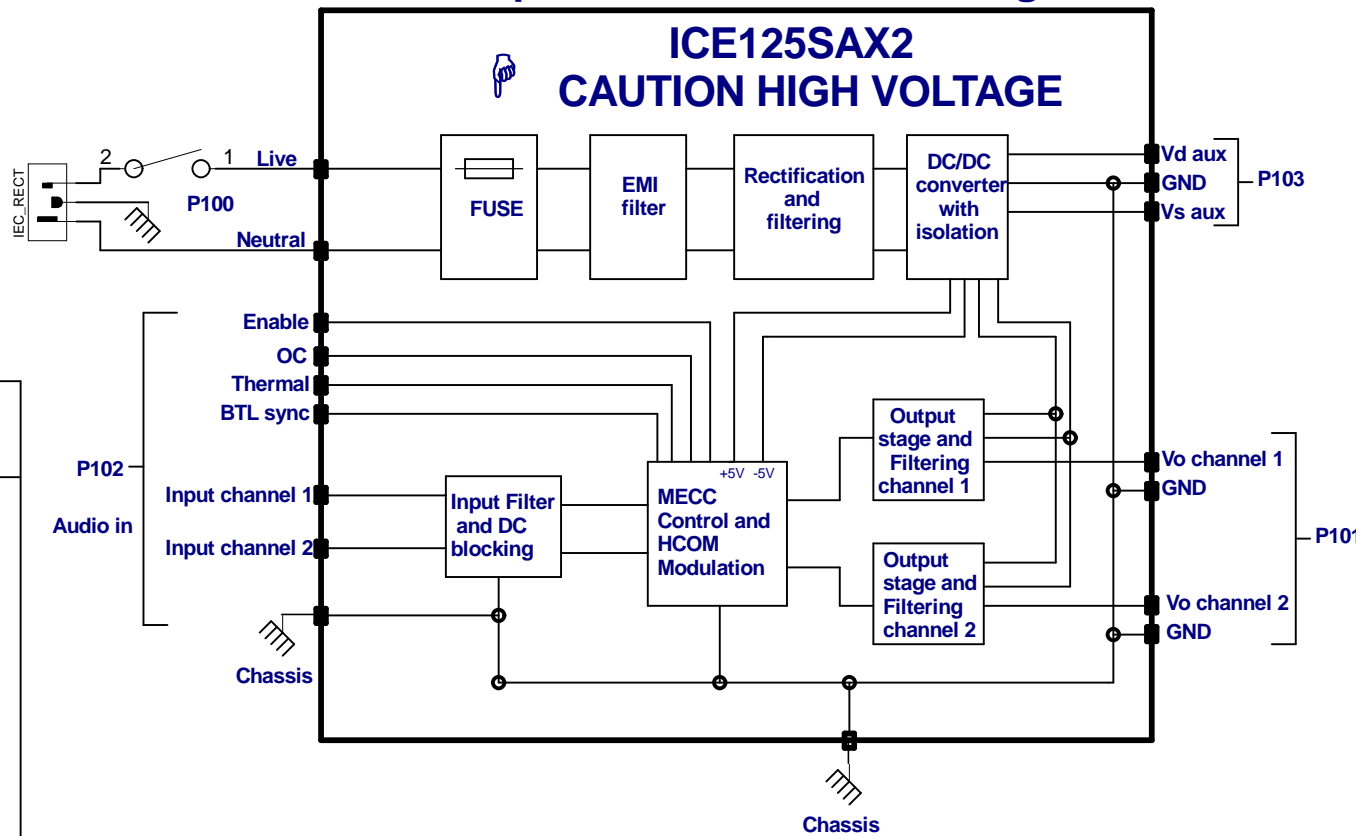 ICE125SAX2
CAUTION HIGH VOLTAGE
2
1
Live
IEC_RECT
P100
Neutral
FUSE
EMI
filter
Rectification
and
filtering
DC/DC
converter
with
isolation
Vd aux
GND
Vs aux
P103
Enable
OC
Thermal
BTL sync
P102
Audio in
Input channel 1
Input channel 2
Chassis
Input Filter
and DC
blocking
+5V -5V
MECC
Control and
HCOM
Modulation
Output
stage and
Filtering
channel 1
Output
stage and
Filtering
channel 2
Vo channel 1
GND
P101
Vo channel 2
GND
Chassis